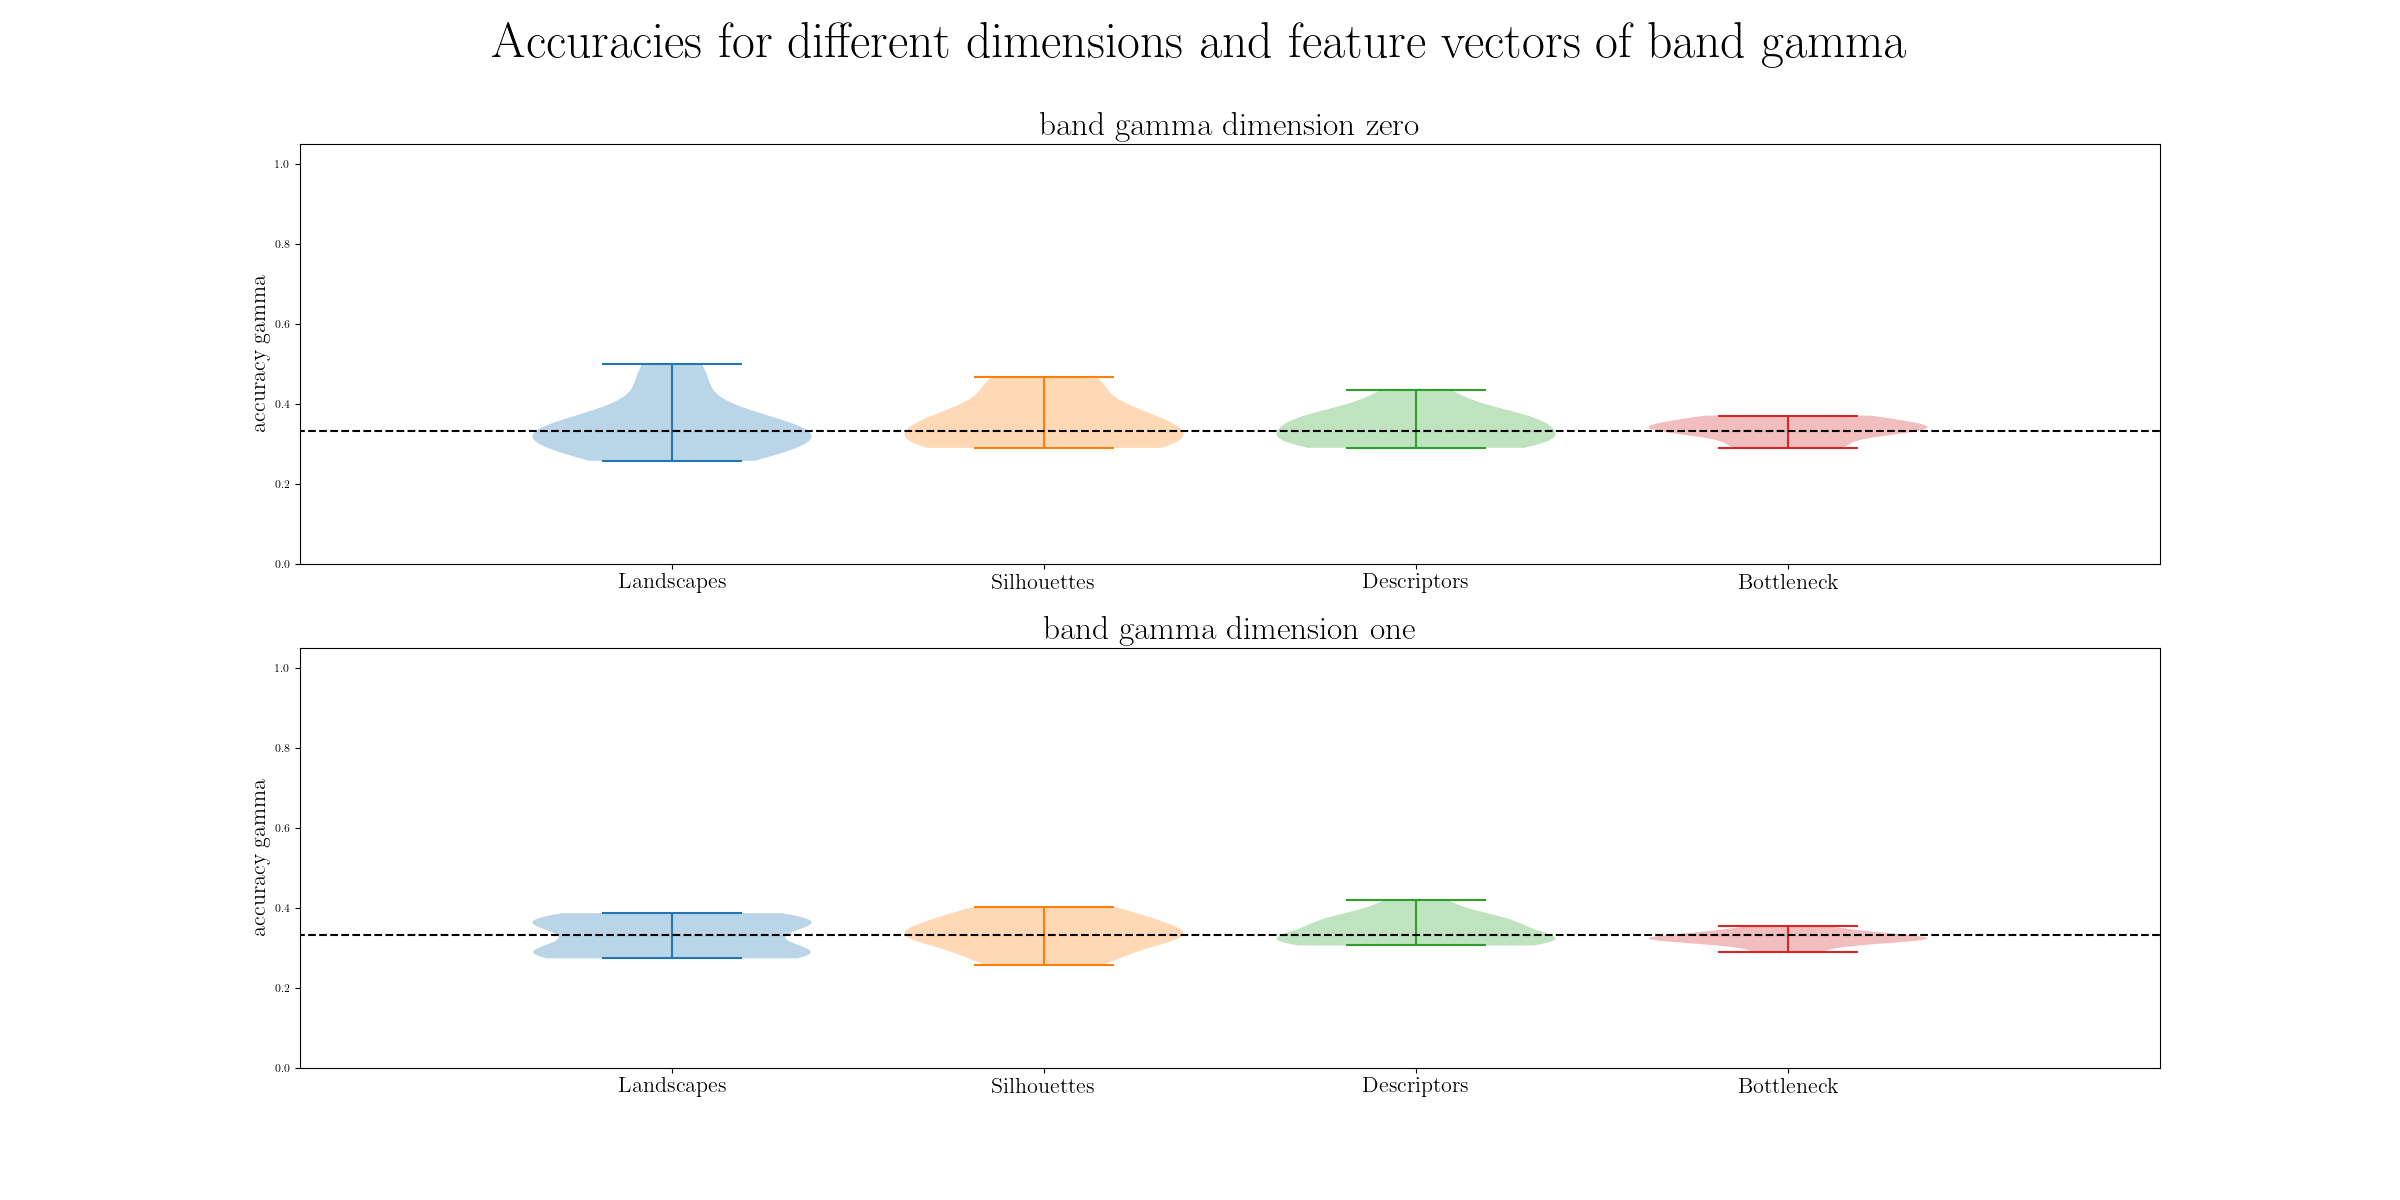 Accuracies for different dimensions and feature vectors of band gamma
band gamma dimension zero
1.0
0.8
0.6
0.4
0.2
0.0
accuracy gamma
Landscapes Silhouettes Descriptors Bottleneck
band gamma dimension one
1.0
0.8
0.6
0.4
0.2
0.0
accuracy gamma
Landscapes Silhouettes Descriptors Bottleneck